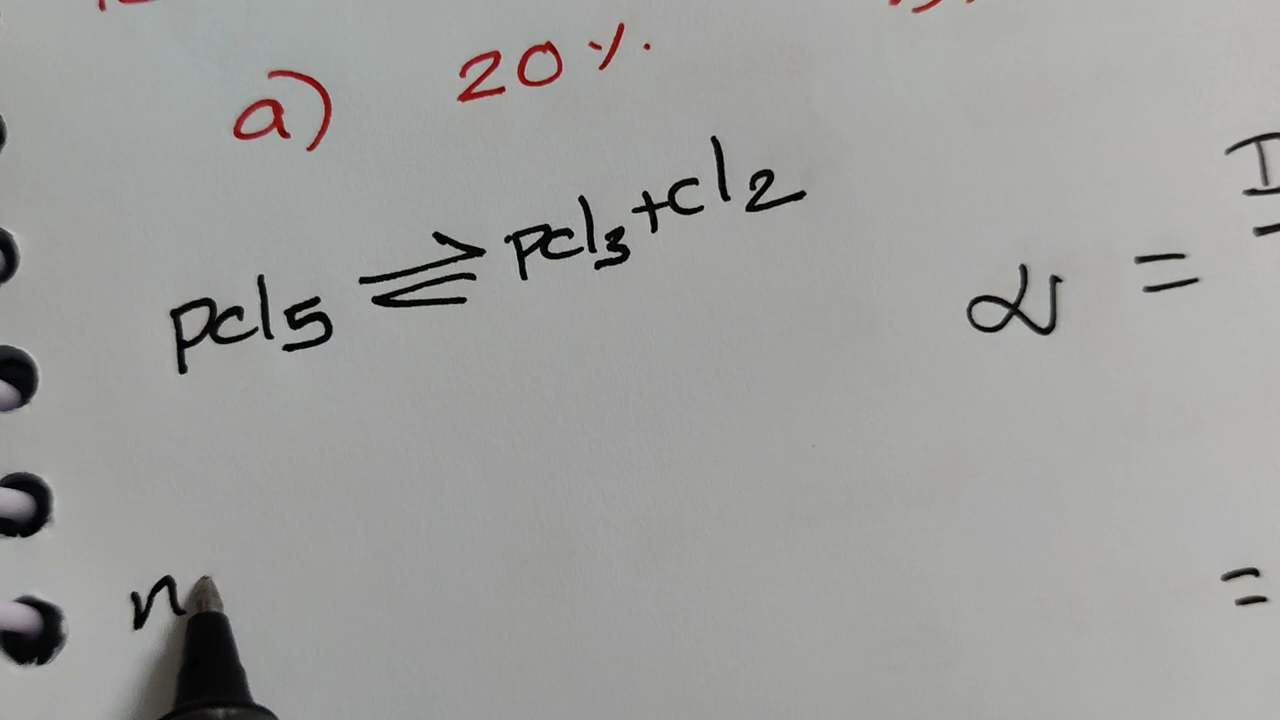 a) 20%.
PCl5 ⇌ PCl3+Cl2
α =
n =